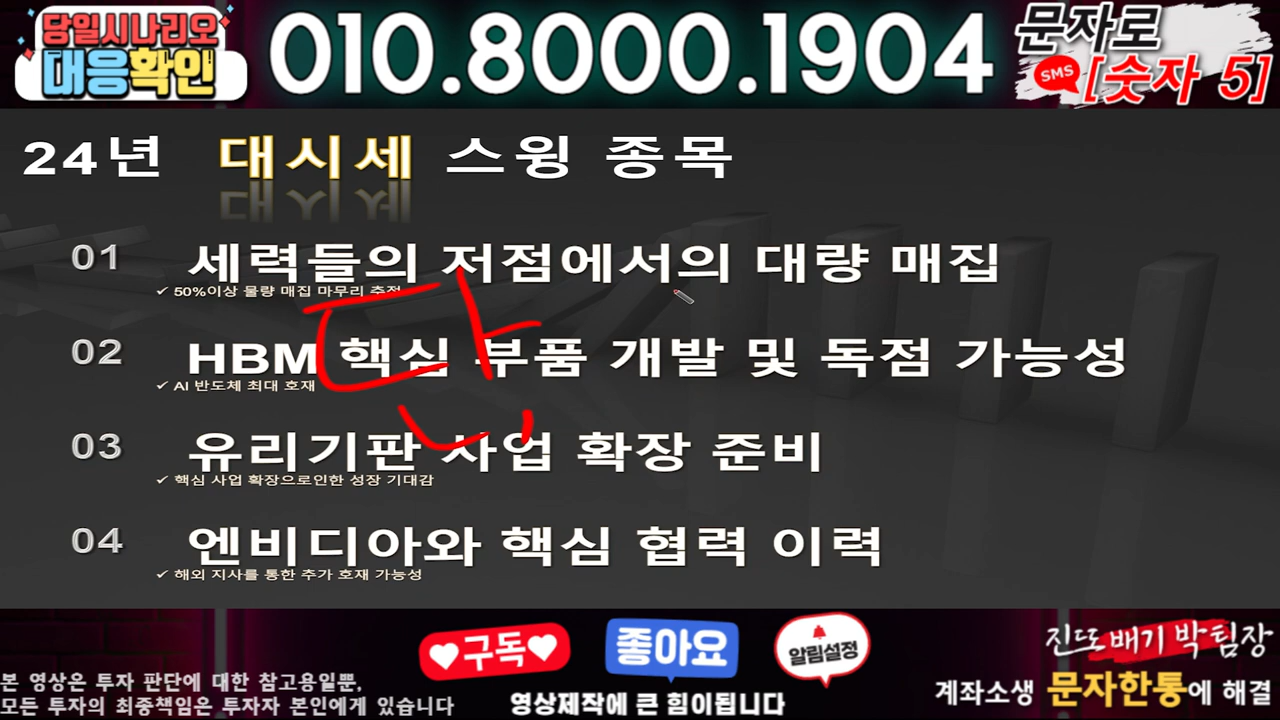 당일시나리오
대응확인
010.8000.1904
문자로
SMS [숫자 5]
24년 대시세 스윙 종목
01 세력들의 저점에서의 대량 매집
✓ 50%이상 물량 매집 마무리 추정
02 HBM 핵심 부품 개발 및 독점 가능성
✓ AI 반도체 최대 호재
단,
03 유리기판 사업 확장 준비
✓ 핵심 사업 확장으로인한 성장 기대감
04 엔비디아와 핵심 협력 이력
✓ 해외 지사를 통한 추가 호재 가능성
구독
좋아요
알림설정
영상제작에 큰 힘이됩니다
본 영상은 투자 판단에 대한 참고용일뿐,
모든 투자의 최종책임은 투자자 본인에게 있습니다
진또배기 박팀장
계좌소생 문자한통에 해결